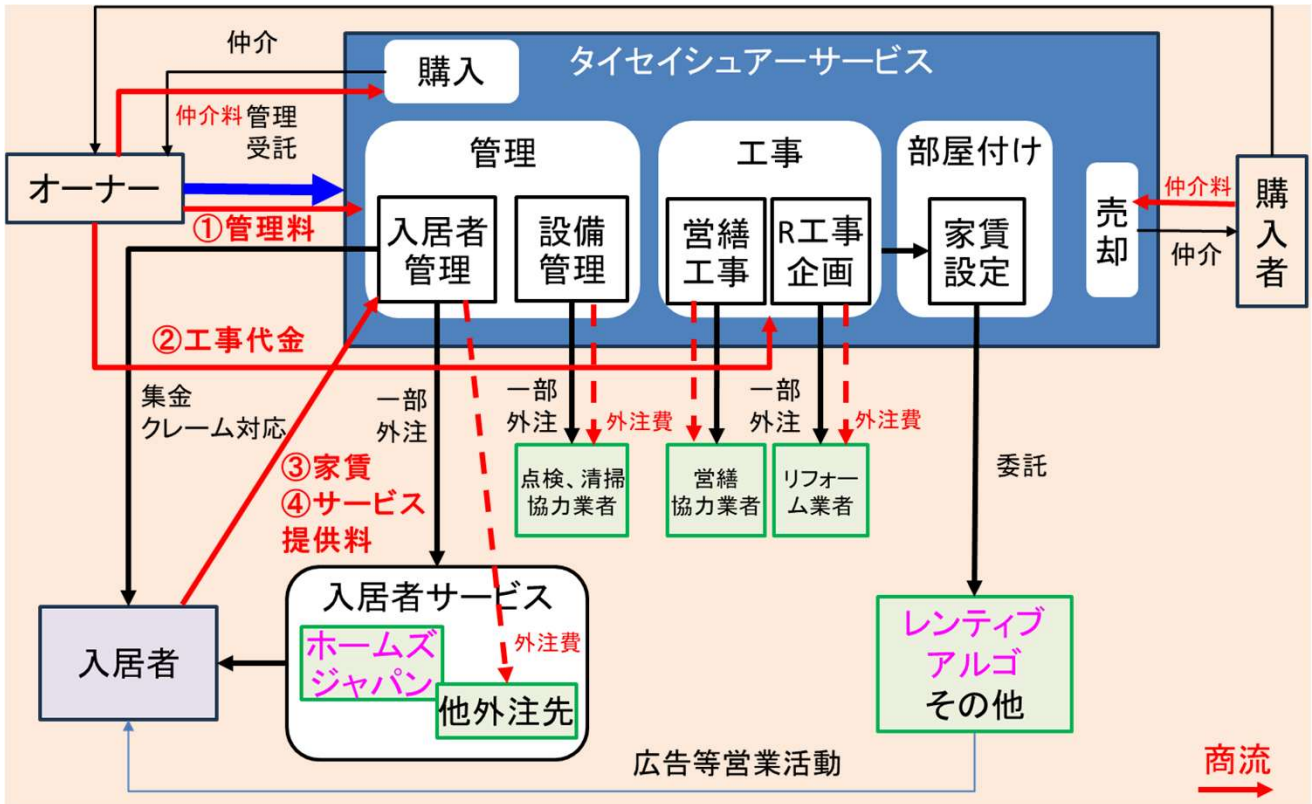 仲介
タイセイシュアーサービス
購入
仲介料
管理
受託
管理
工事
部屋付け
オーナー
①管理料
入居者
管理
設備
管理
営繕
工事
R工事
企画
家賃
設定
売却
仲介料
仲介
購入者
②工事代金
集金
クレーム対応
一部
外注
一部
外注
外注費
一部
外注
外注費
③家賃
④サービス
提供料
点検、清掃
協力業者
営繕
協力業者
リフォー
ム業者
委託
入居者サービス
ホームズ
ジャパン
外注費
他外注先
入居者
レンティブ
アルゴ
その他
広告等営業活動
商流